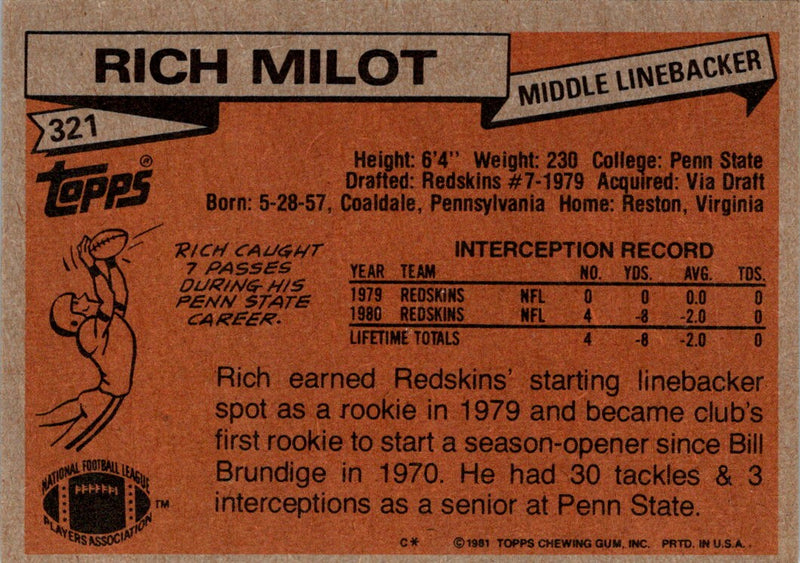 RICH MILOT
MIDDLE LINEBACKER
321
TOPPS®
Height: 6'4" Weight: 230 College: Penn State
Drafted: Redskins #7-1979 Acquired: Via Draft
Born: 5-28-57, Coaldale, Pennsylvania Home: Reston, Virginia
RICH CAUGHT
7 PASSES
DURING HIS
PENN STATE
CAREER.
INTERCEPTION RECORD
YEAR TEAM NO. YDS. AVG. TDS.
1979 REDSKINS NFL 0 0 0.0 0
1980 REDSKINS NFL 4 -8 -2.0 0
LIFETIME TOTALS 4 -8 -2.0 0
Rich earned Redskins' starting linebacker
spot as a rookie in 1979 and became club's
first rookie to start a season-opener since Bill
Brundige in 1970. He had 30 tackles & 3
interceptions as a senior at Penn State.
NATIONAL FOOTBALL LEAGUE
PLAYERS ASSOCIATION
TM
C* ©1981 TOPPS CHEWING GUM, INC. PRTD. IN U.S.A.